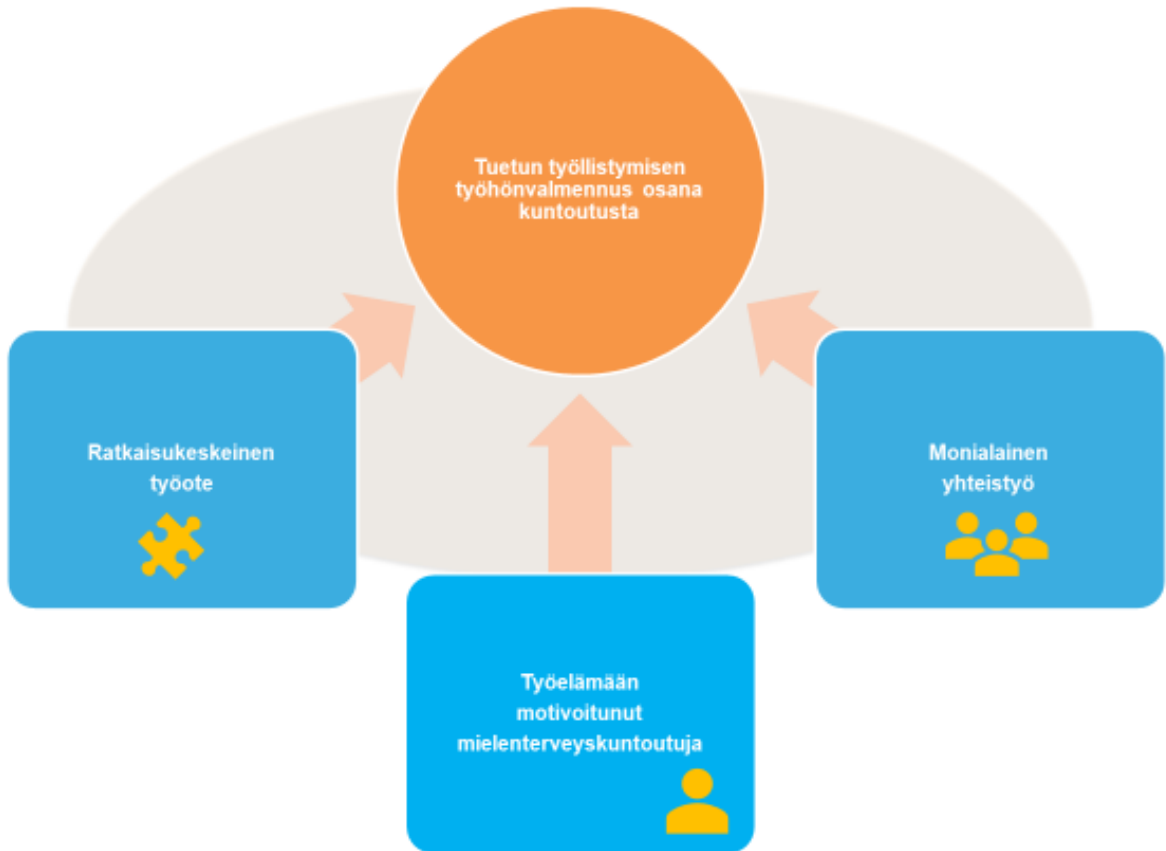 Tuetun työllistymisen
työhönvalmennus osana
kuntoutusta
Ratkaisukeskeinen
työote
Monialainen
yhteistyö
Työelämään
motivoitunut
mielenterveyskuntoutuja